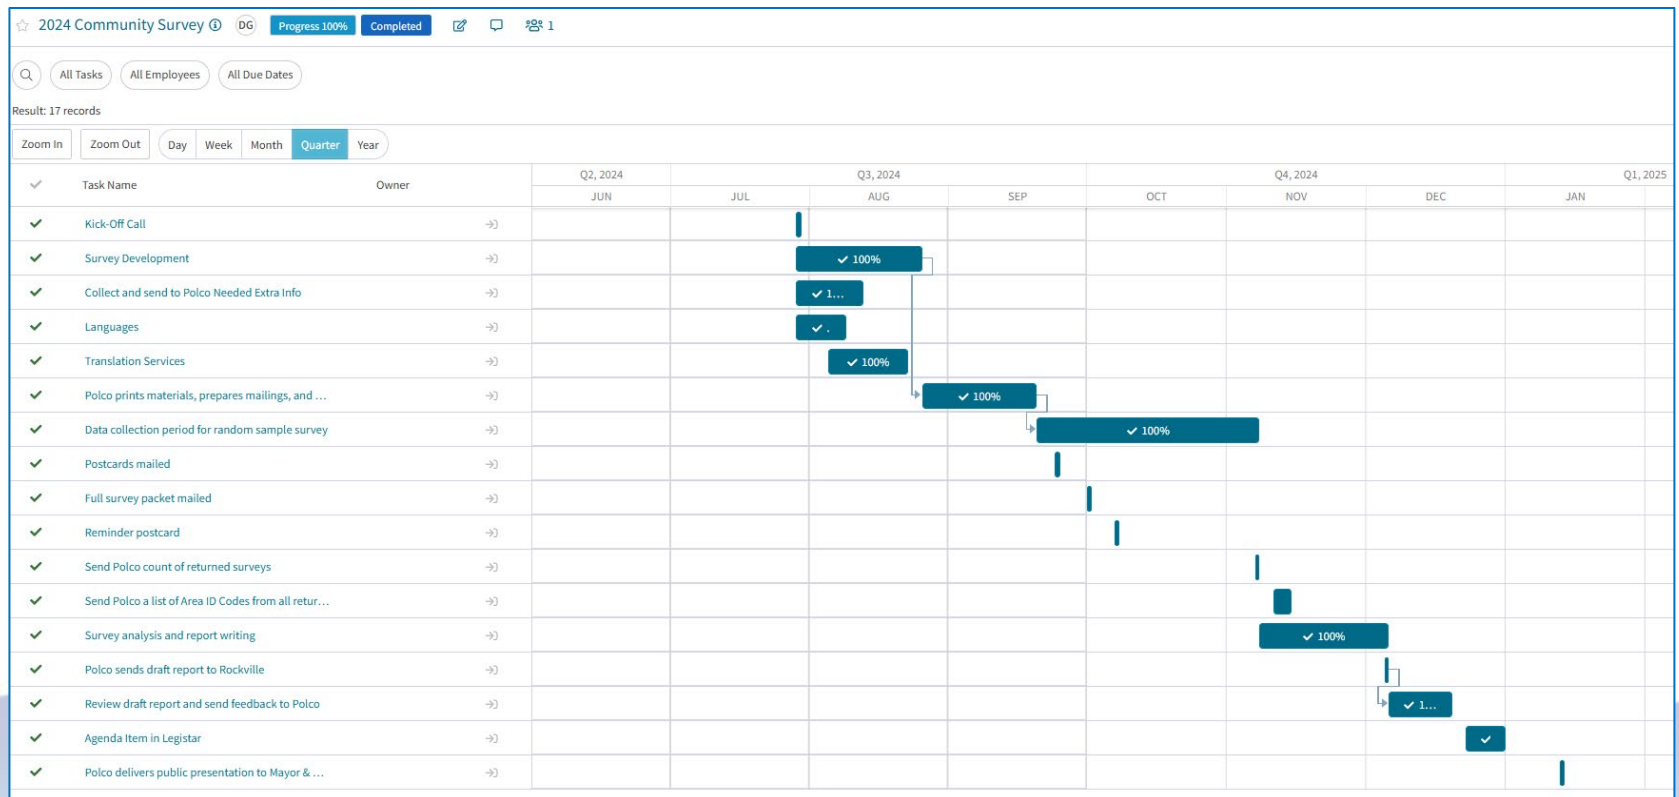 2024 Community Survey DG Progress 100% Completed 1
All Tasks All Employees All Due Dates
Result: 17 records
Zoom In Zoom Out Day Week Month Quarter Year
Q2, 2024 Q3, 2024 Q4, 2024 Q1, 2025
Task Name Owner
JUN JUL AUG SEP OCT NOV DEC JAN
Kick-Off Call
Survey Development 100%
Collect and send to Polco Needed Extra Info 1...
Languages .
Translation Services 100%
Polco prints materials, prepares mailings, and ... 100%
Data collection period for random sample survey 100%
Postcards mailed
Full survey packet mailed
Reminder postcard
Send Polco count of returned surveys
Send Polco a list of Area ID Codes from all retur...
Survey analysis and report writing 100%
Polco sends draft report to Rockville
Review draft report and send feedback to Polco 1...
Agenda Item in Legistar
Polco delivers public presentation to Mayor & ...